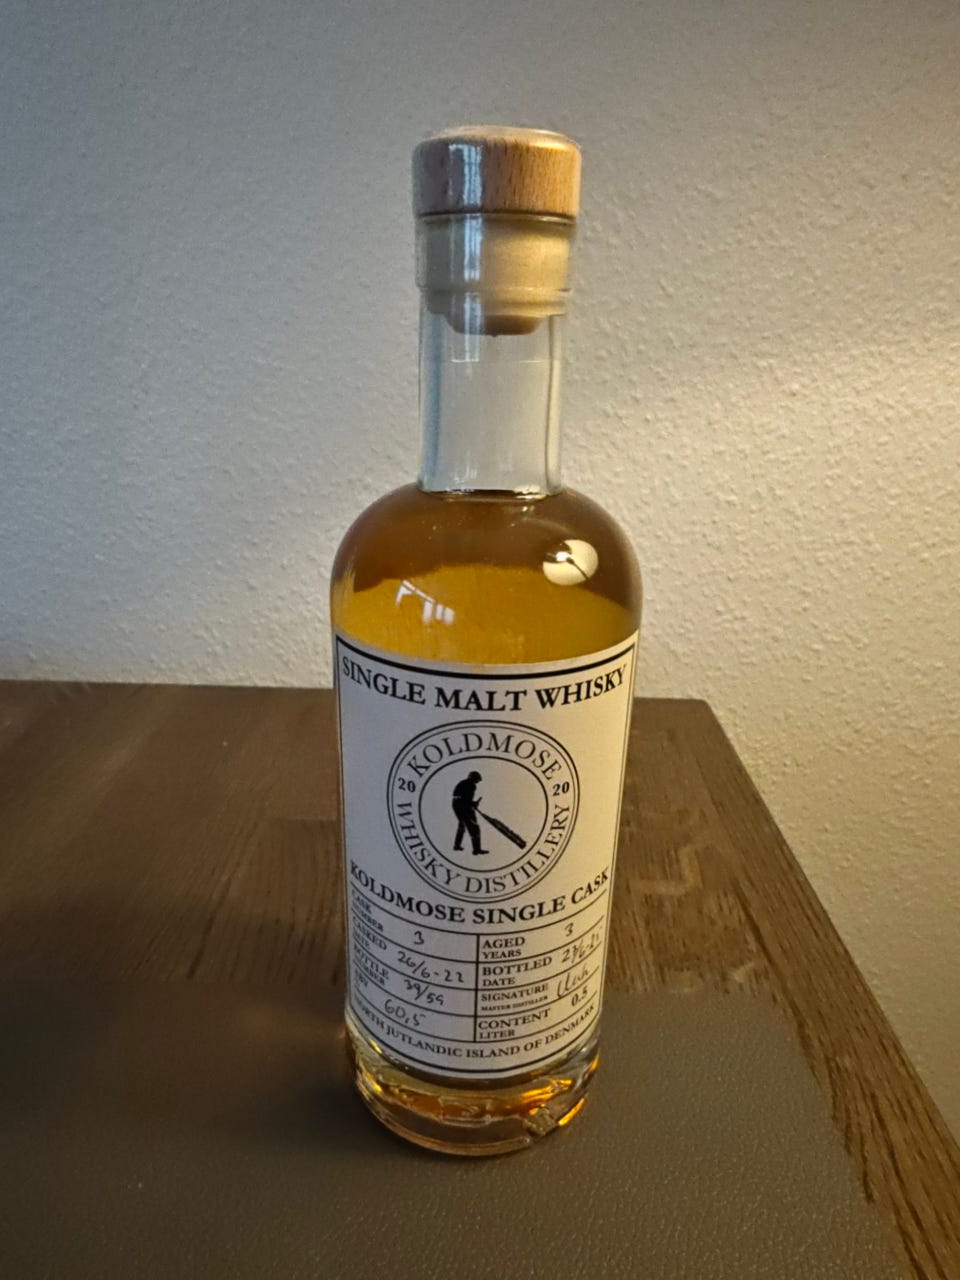 SINGLE MALT WHISKY
KOLDMOSE
20 20
WHISKY DISTILLERY
KOLDMOSE SINGLE CASK
CASK NUMBER 3
AGED YEARS 3
CASKED DATE 26/6-22
BOTTLED DATE
BOTTLE NUMBER 39/59
SIGNATURE
MASTER DISTILLER
ABV 60,5
CONTENT LITER 0.5
NORTH JUTLANDIC ISLAND OF DENMARK